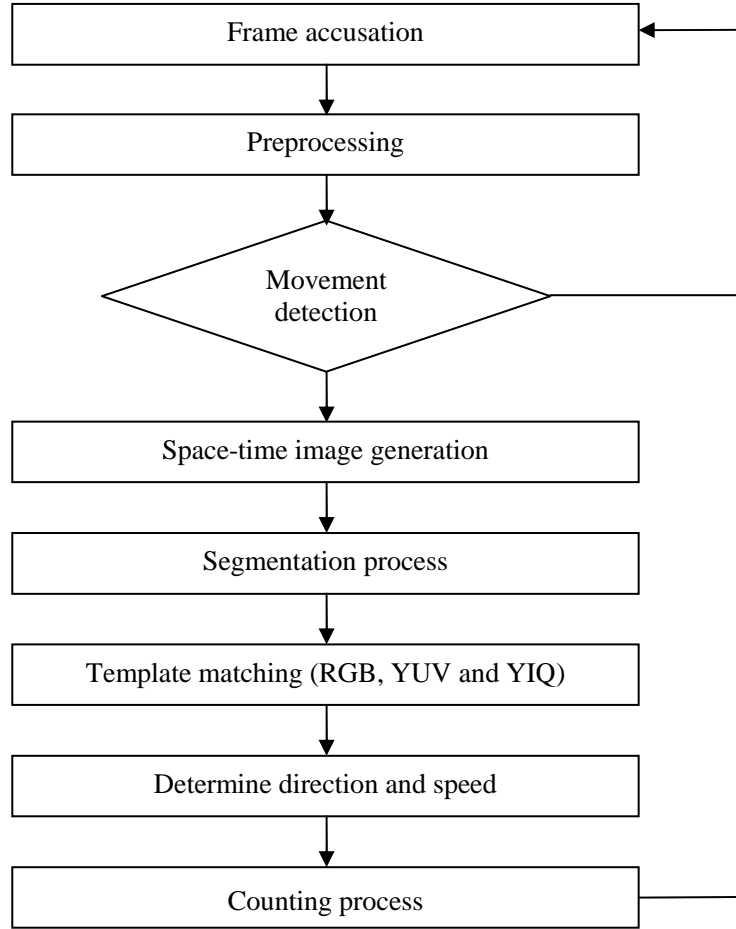 Frame accusation
Preprocessing
Movement
detection
Space-time image generation
Segmentation process
Template matching (RGB, YUV and YIQ)
Determine direction and speed
Counting process